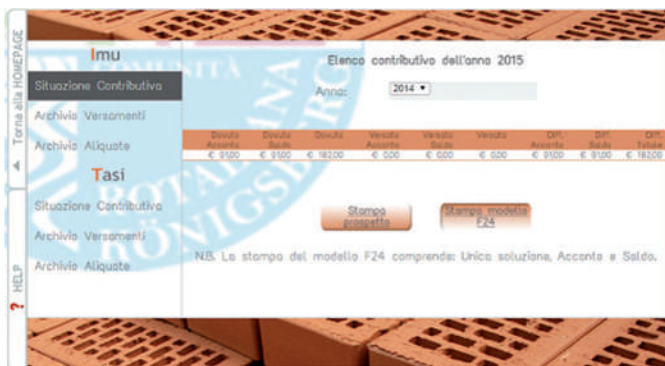 Torna alla HOMEPAGE
? HELP
Imu
Situazione Contributiva
Archivio Versamenti
Archivio Aliquote
Tasi
Situazione Contributiva
Archivio Versamenti
Archivio Aliquote
COMUNITÀ
ROTALIANA
KÖNIGSBERG
Elenco contributivo dell'anno 2015
Anno: 2014
Dovuto Acconto Dovuto Saldo Dovuto Versato Acconto Versato Saldo Versato Diff. Acconto Diff. Saldo Diff. Totale
€ 91,00 € 91,00 € 182,00 € 0,00 € 0,00 € 0,00 € 91,00 € 91,00 € 182,00
Stampa prospetto
Stampa modello F24
N.B. La stampa del modello F24 comprende: Unica soluzione, Acconto e Saldo.